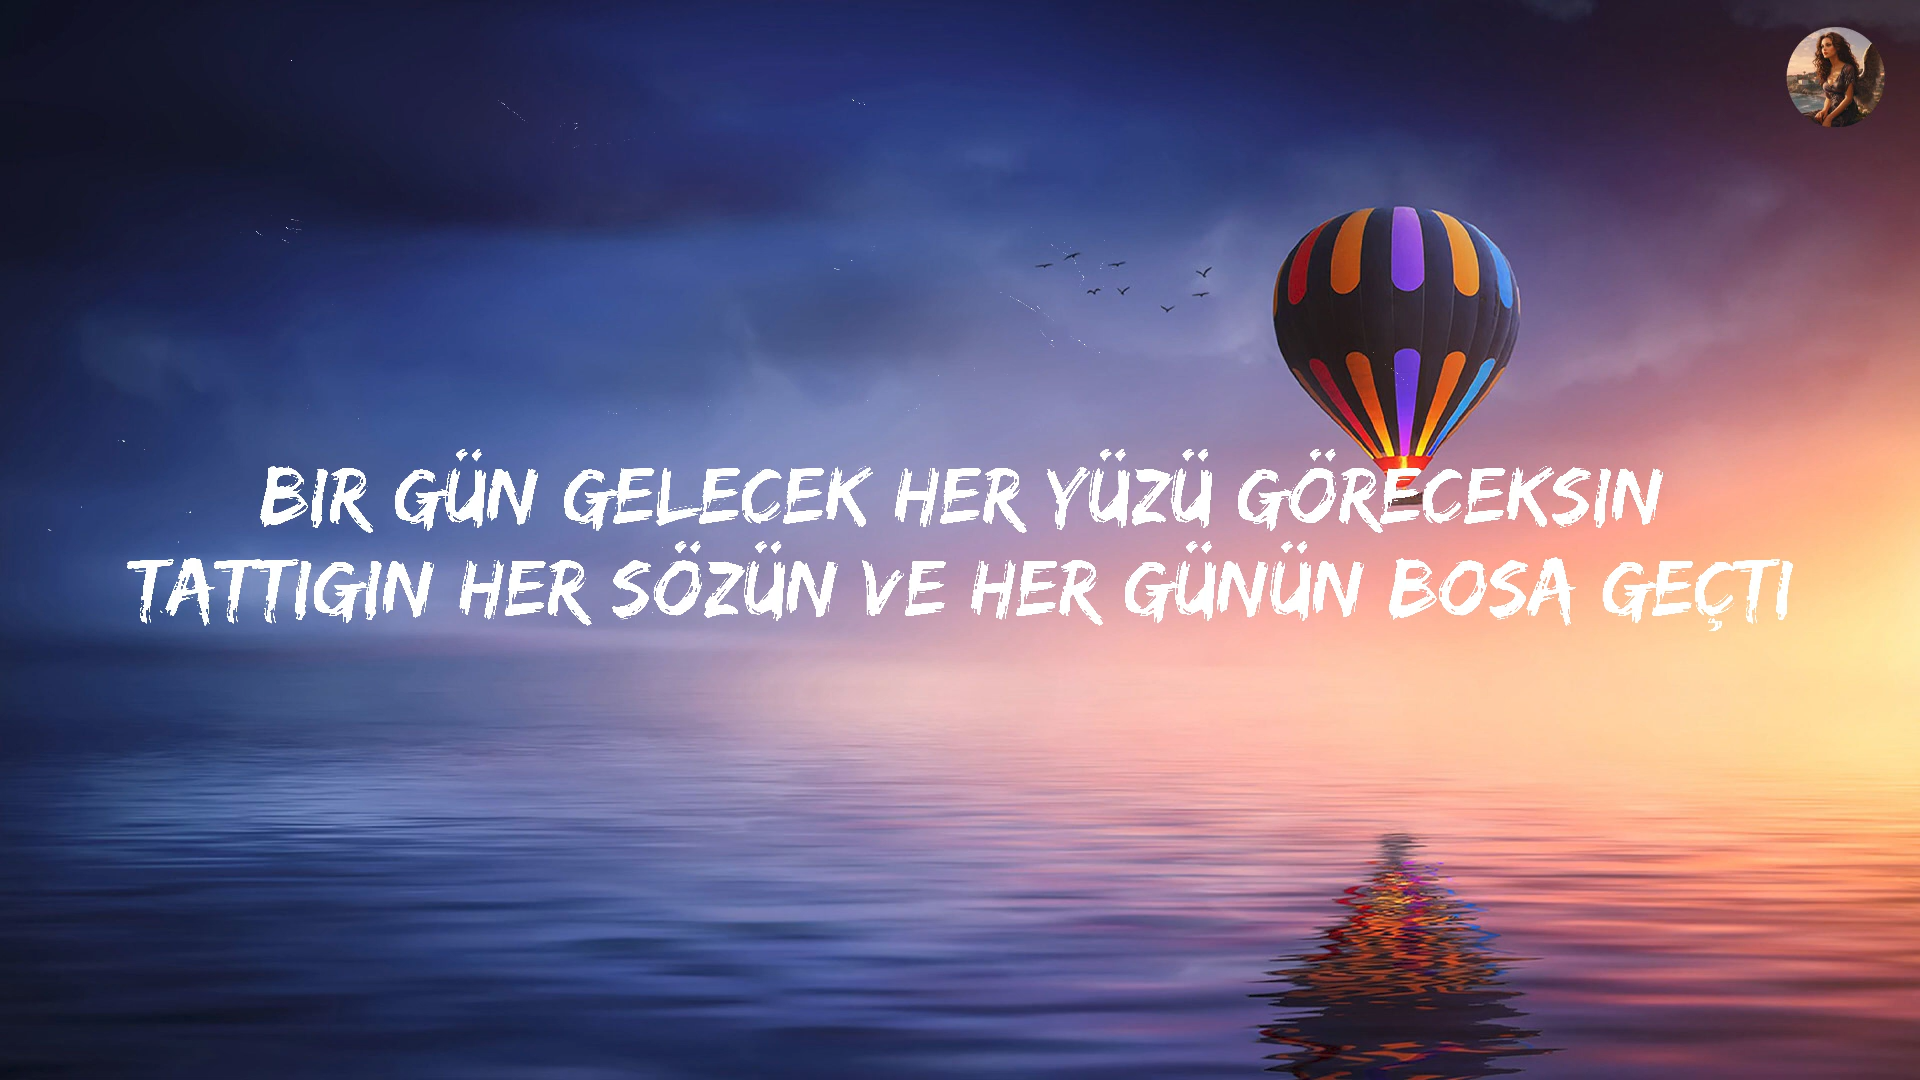 BIR GÜN GELECEK HER YÜZÜ GÖRECEKSIN
TATTIGIN HER SÖZÜN VE HER GÜNÜN BOSA GEÇTI